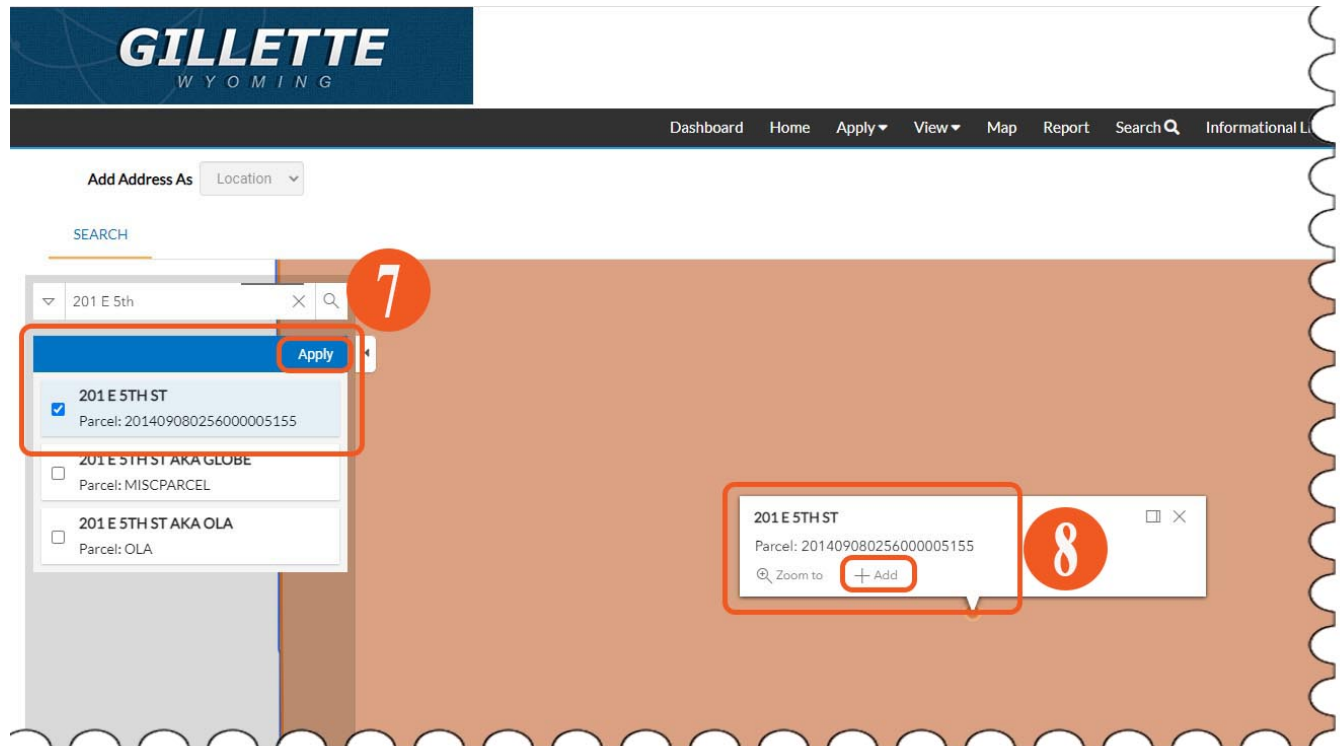 GILLETTE
WYOMING
Dashboard Home Apply View Map Report Search Informational Li
Add Address As Location
SEARCH
201 E 5th
7
Apply
201 E 5TH ST
Parcel: 201409080256000005155
201 E 5TH ST AKA GLOBE
Parcel: MISCPARCEL
201 E 5TH ST AKA OLA
Parcel: OLA
201 E 5TH ST
Parcel: 201409080256000005155
Zoom to + Add
8